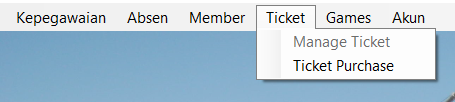 Kepegawaian Absen Member Ticket Games Akun
Manage Ticket
Ticket Purchase